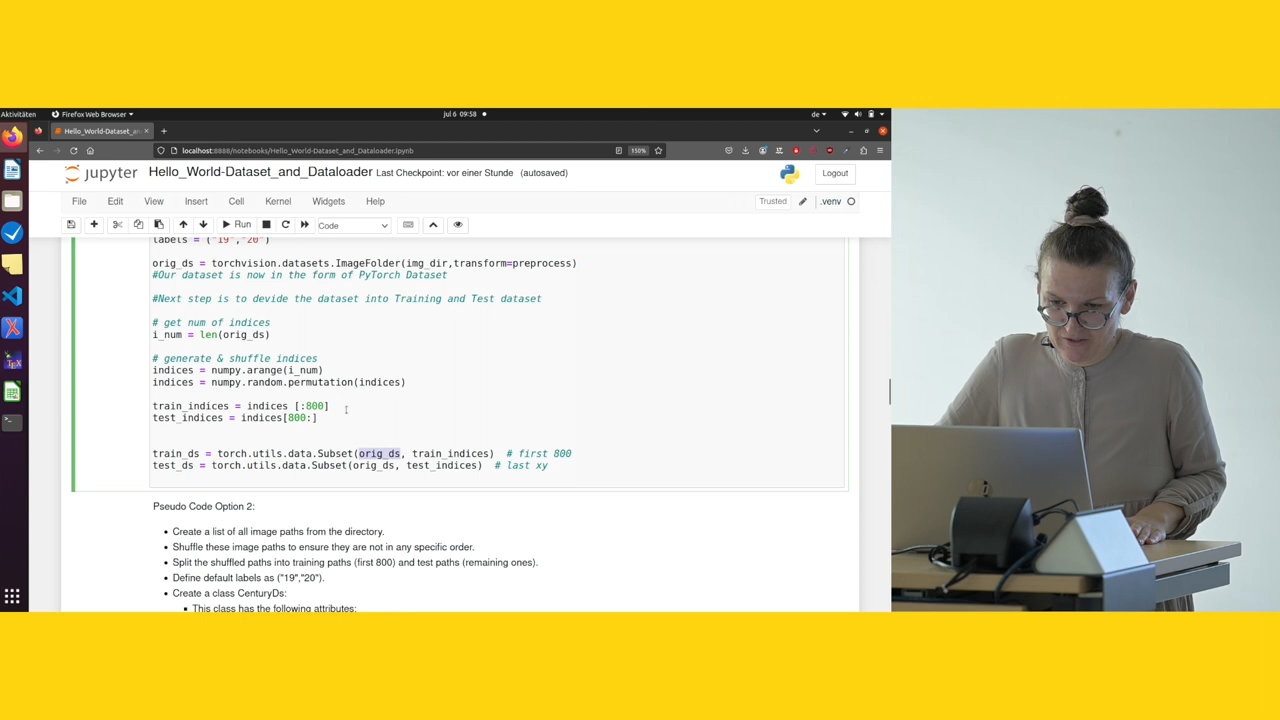 Aktivitäten
Firefox Web Browser
Jul 6 09:58
de
Hello_World-Dataset_an
localhost:8888/notebooks/Hello_World-Dataset_and_Dataloader.ipynb
150%
jupyter
Hello_World-Dataset_and_Dataloader
Last Checkpoint: vor einer Stunde (autosaved)
Logout
File Edit View Insert Cell Kernel Widgets Help
Trusted
.venv
Run
Code
labels = ("19","20")
orig_ds = torchvision.datasets.ImageFolder(img_dir,transform=preprocess)
#Our dataset is now in the form of PyTorch Dataset
#Next step is to devide the dataset into Training and Test dataset
# get num of indices
i_num = len(orig_ds)
# generate & shuffle indices
indices = numpy.arange(i_num)
indices = numpy.random.permutation(indices)
train_indices = indices [:800]
test_indices = indices[800:]
train_ds = torch.utils.data.Subset(orig_ds, train_indices) # first 800
test_ds = torch.utils.data.Subset(orig_ds, test_indices) # last xy
Pseudo Code Option 2:
Create a list of all image paths from the directory.
Shuffle these image paths to ensure they are not in any specific order.
Split the shuffled paths into training paths (first 800) and test paths (remaining ones).
Define default labels as ("19","20").
Create a class CenturyDs:
This class has the following attributes: